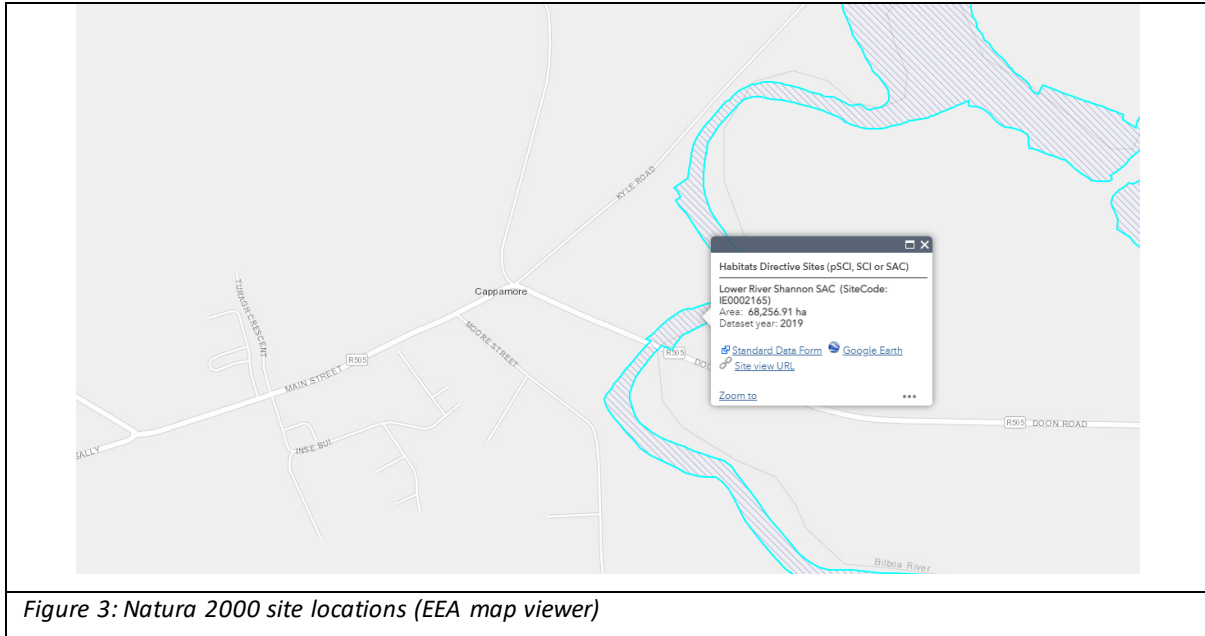 KYLE ROAD
Habitats Directive Sites (pSCI, SCI or SAC)
Lower River Shannon SAC (SiteCode:
IE0002165)
Area: 68,256.91 ha
Dataset year: 2019
Standard Data Form Google Earth
Site view URL
Zoom to
Cappamore
TURAGH CRESCENT
MOORE STREET
R505
R505
MAIN STREET
R505 DOON ROAD
INSE BUI
Bilboa River
Figure 3: Natura 2000 site locations (EEA map viewer)